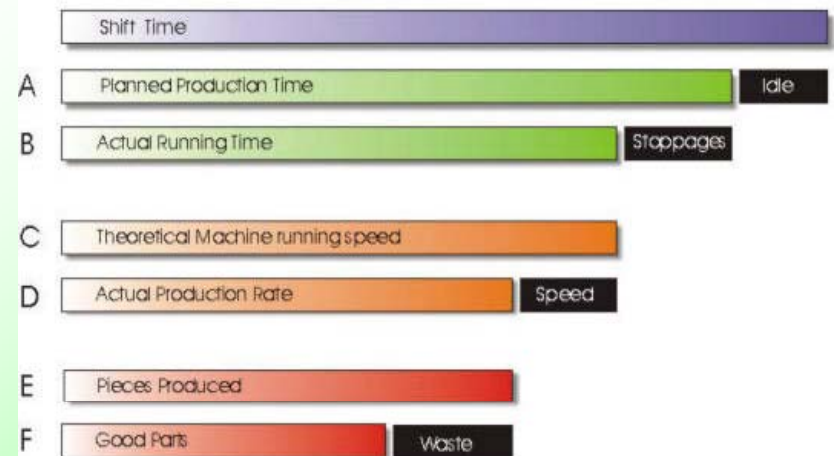 Shift Time
A Planned Production Time Idle
B Actual Running Time Stoppages
C Theoretical Machine running speed
D Actual Production Rate Speed
E Pieces Produced
F Good Parts Waste